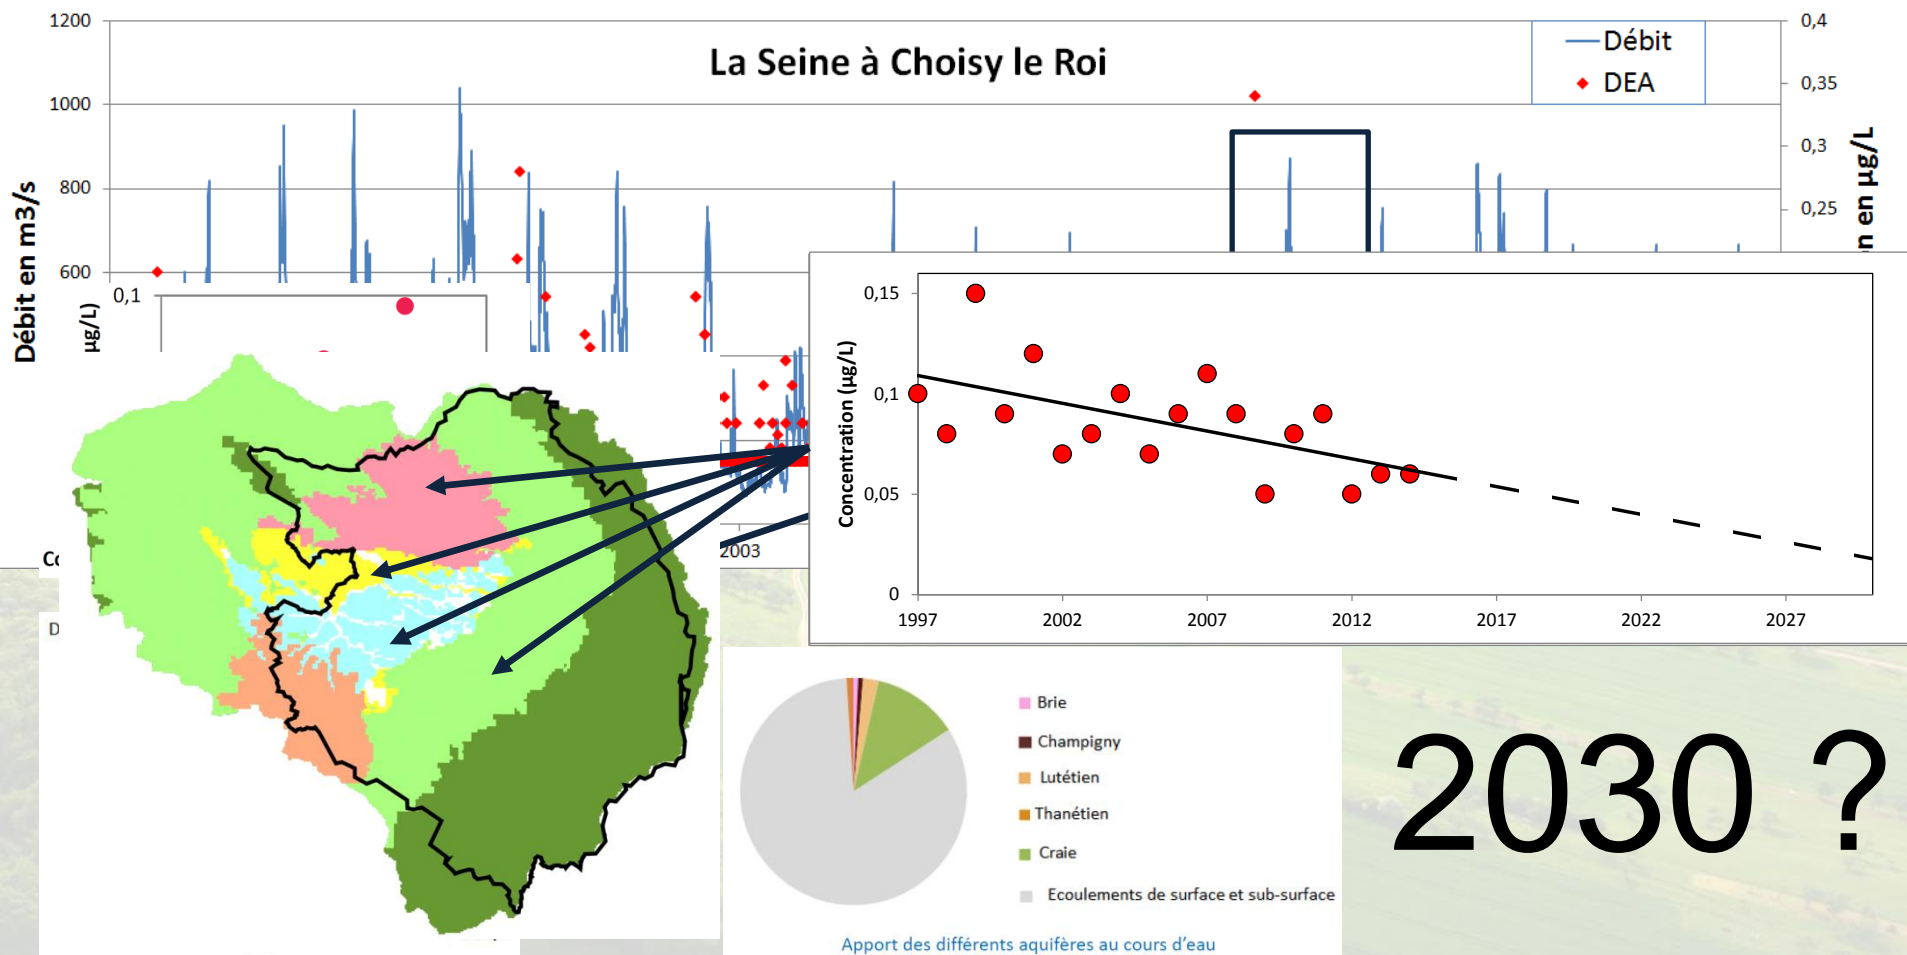 La Seine à Choisy le Roi
Débit
DEA
1200
1000
800
600
Débit en m3/s
0,4
0,35
0,3
0,25
n en µg/L
0,1
µg/L)
2003
0,15
0,1
0,05
0
Concentration (µg/L)
1997
2002
2007
2012
2017
2022
2027
Brie
Champigny
Lutétien
Thanétien
Craie
Ecoulements de surface et sub-surface
Apport des différents aquifères au cours d'eau
2030 ?